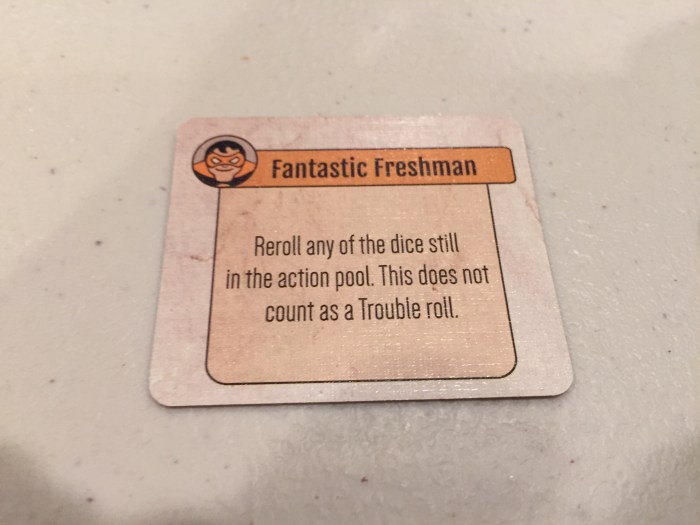 Fantastic Freshman
Reroll any of the dice still
in the action pool. This does not
count as a Trouble roll.